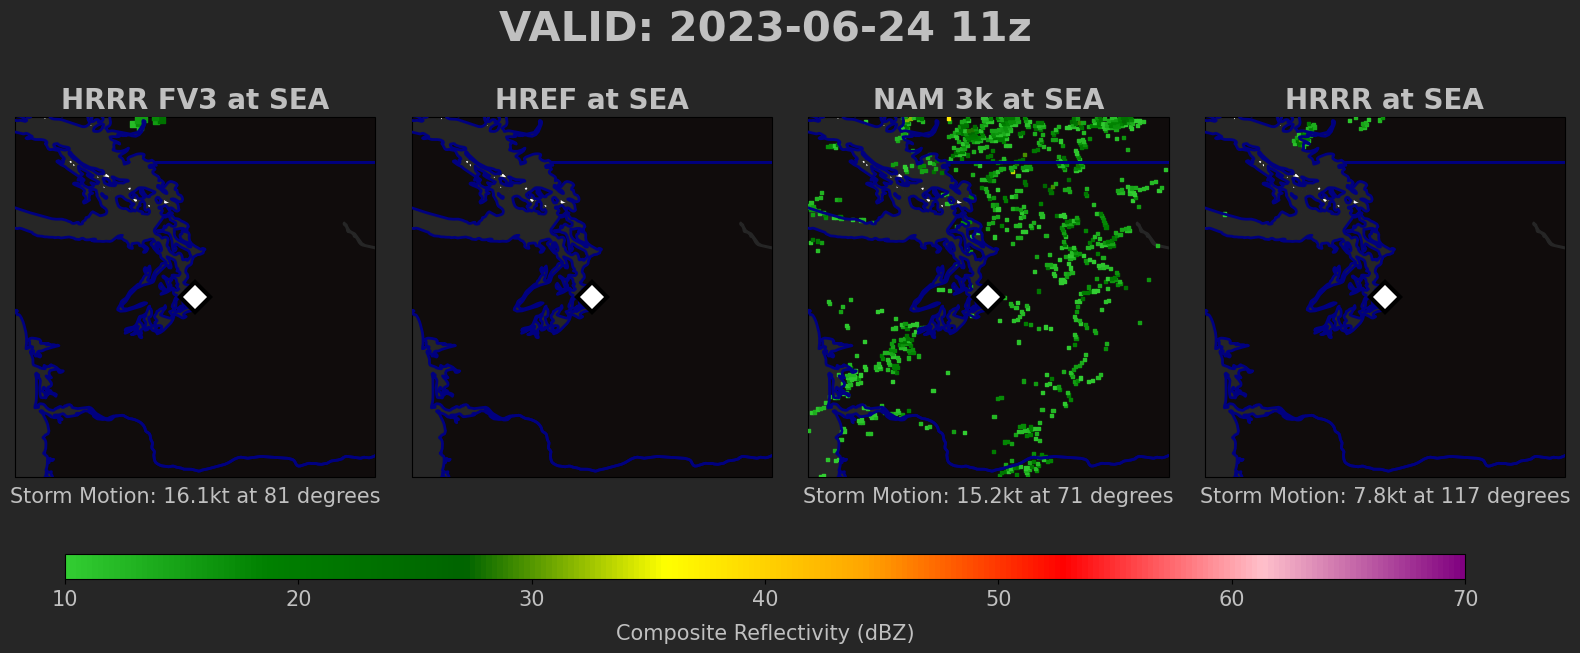 VALID: 2023-06-24 11z
HRRR FV3 at SEA
HREF at SEA
NAM 3k at SEA
HRRR at SEA
Storm Motion: 16.1kt at 81 degrees
Storm Motion: 15.2kt at 71 degrees
Storm Motion: 7.8kt at 117 degrees
10 20 30 40 50 60 70
Composite Reflectivity (dBZ)